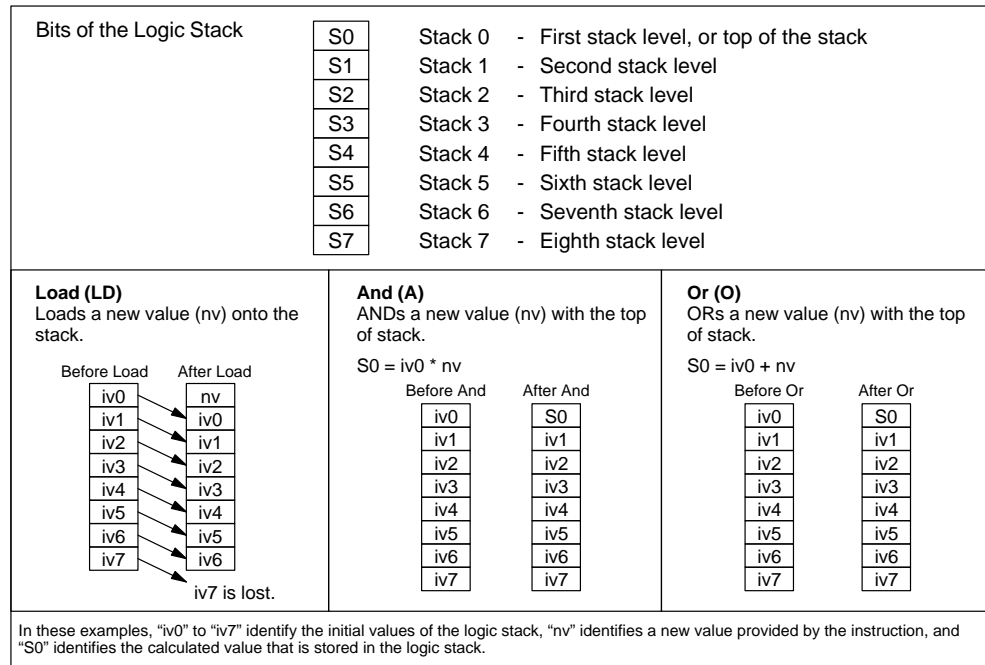 Bits of the Logic Stack
S0 Stack 0 - First stack level, or top of the stack
S1 Stack 1 - Second stack level
S2 Stack 2 - Third stack level
S3 Stack 3 - Fourth stack level
S4 Stack 4 - Fifth stack level
S5 Stack 5 - Sixth stack level
S6 Stack 6 - Seventh stack level
S7 Stack 7 - Eighth stack level
Load (LD)
Loads a new value (nv) onto the
stack.
Before Load After Load
iv0 nv
iv1 iv0
iv2 iv1
iv3 iv2
iv4 iv3
iv5 iv4
iv6 iv5
iv7 iv6
iv7 is lost.
And (A)
ANDs a new value (nv) with the top
of stack.
S0 = iv0 * nv
Before And After And
iv0 S0
iv1 iv1
iv2 iv2
iv3 iv3
iv4 iv4
iv5 iv5
iv6 iv6
iv7 iv7
Or (O)
ORs a new value (nv) with the top
of stack.
S0 = iv0 + nv
Before Or After Or
iv0 S0
iv1 iv1
iv2 iv2
iv3 iv3
iv4 iv4
iv5 iv5
iv6 iv6
iv7 iv7
In these examples, “iv0” to “iv7” identify the initial values of the logic stack, “nv” identifies a new value provided by the instruction, and
“S0” identifies the calculated value that is stored in the logic stack.